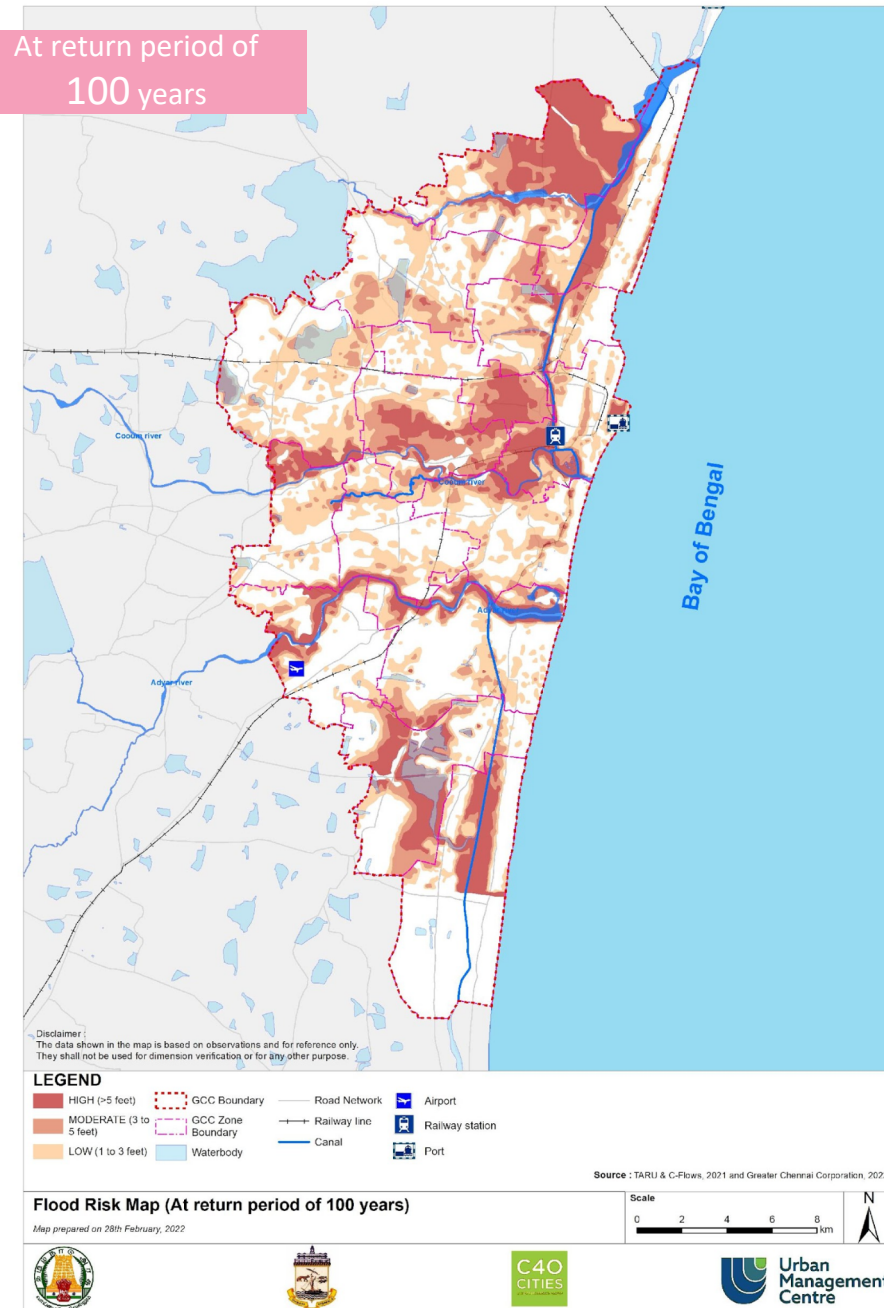 At return period of
100 years
Cooum river
Cooum river
Bay of Bengal
Adyar river
Disclaimer :
The data shown in the map is based on observations and for reference only.
They shall not be used for dimension verification or for any other purpose.
LEGEND
HIGH (>5 feet)
MODERATE (3 to
5 feet)
LOW (1 to 3 feet)
GCC Boundary
GCC Zone
Boundary
Waterbody
Road Network
Railway line
Canal
Airport
Railway station
Port
Source : TARU & C-Flows, 2021 and Greater Chennai Corporation,
Flood Risk Map (At return period of 100 years)
Map prepared on 28th February, 2022
Scale
0 2 4 6 8
km
N
C40
CITIES
Urban
Management
Centre